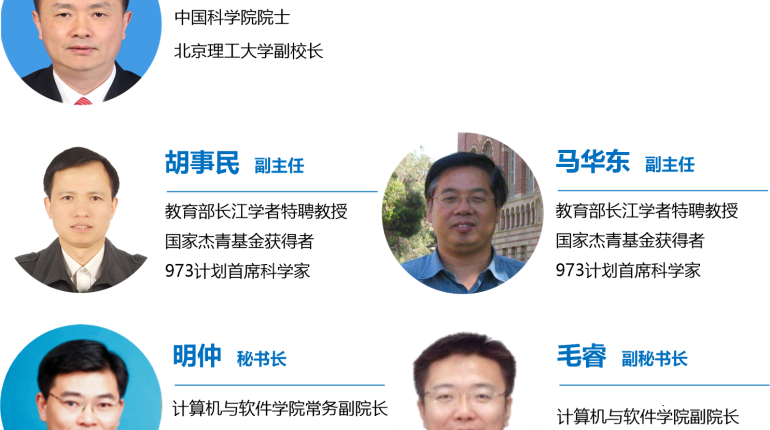 中国科学院院士
北京理工大学副校长
胡事民 副主任
教育部长江学者特聘教授
国家杰青基金获得者
973计划首席科学家
马华东 副主任
教育部长江学者特聘教授
国家杰青基金获得者
973计划首席科学家
明仲 秘书长
计算机与软件学院常务副院长
毛睿 副秘书长
计算机与软件学院副院长